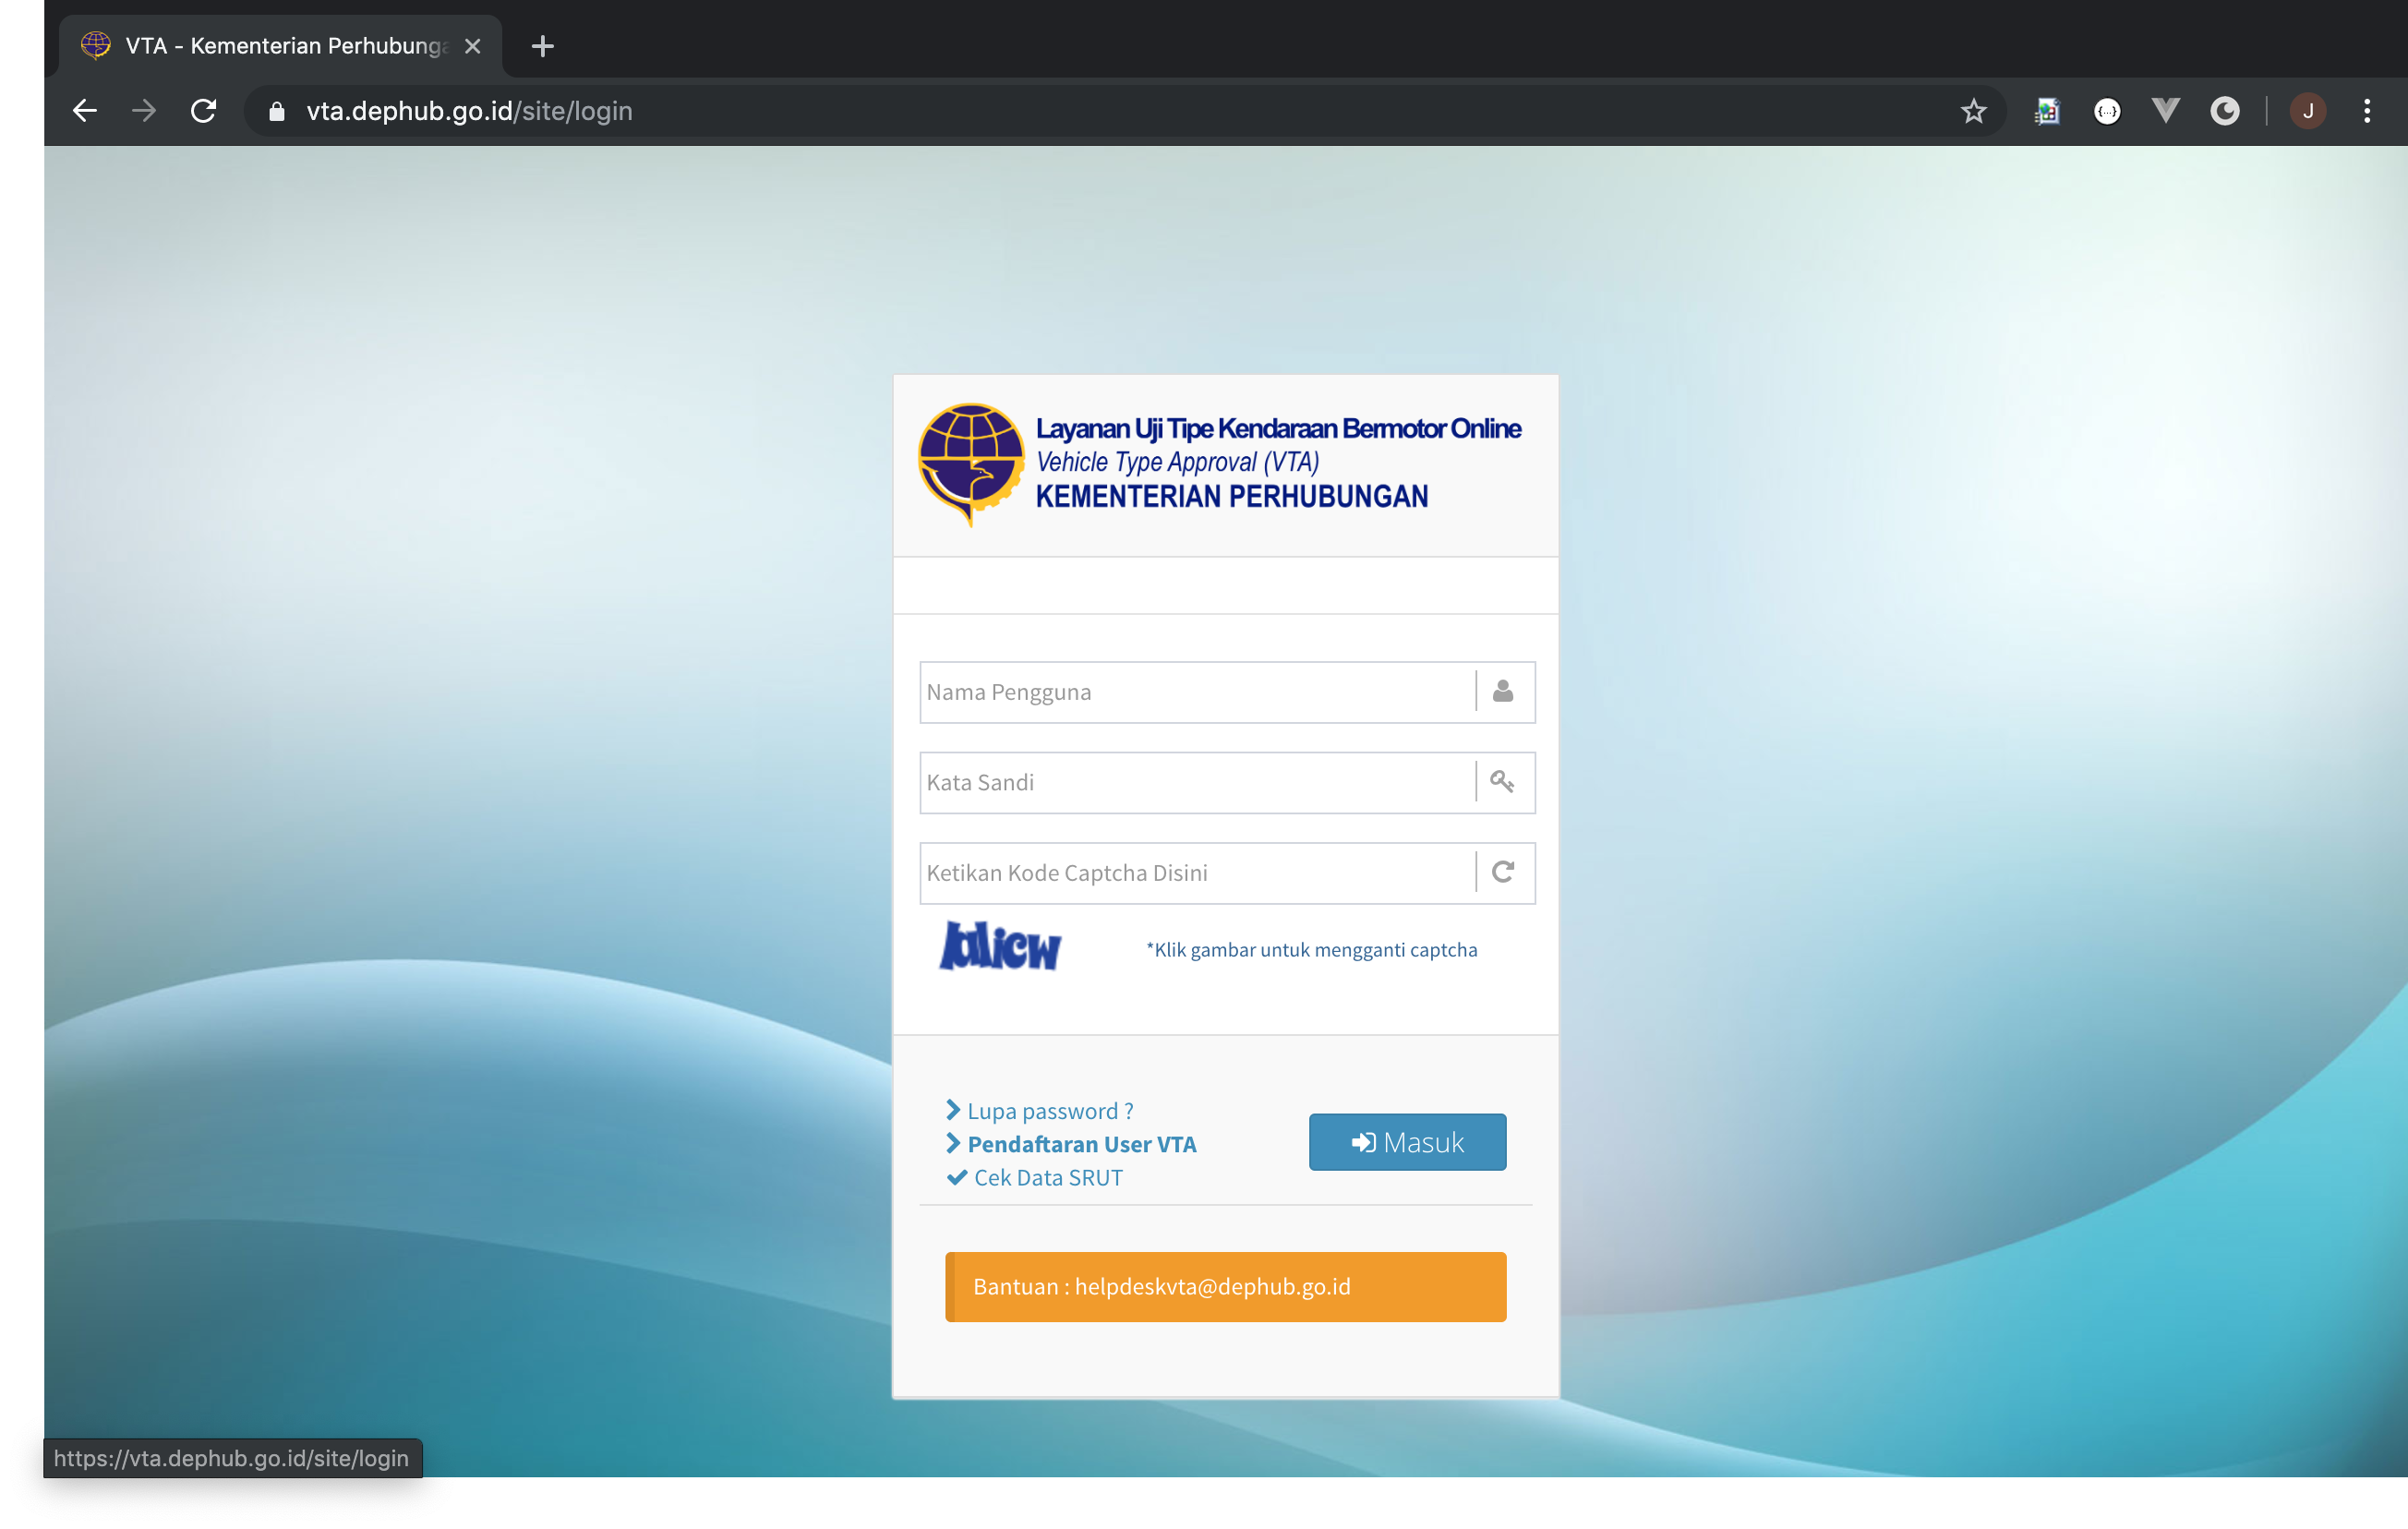 VTA - Kementerian Perhubunga
vta.dephub.go.id/site/login
J
Layanan Uji Tipe Kendaraan Bermotor Online
Vehicle Type Approval (VTA)
KEMENTERIAN PERHUBUNGAN
Nama Pengguna
Kata Sandi
Ketikan Kode Captcha Disini
*Klik gambar untuk mengganti captcha
Lupa password ?
Pendaftaran User VTA
Masuk
Cek Data SRUT
Bantuan : helpdeskvta@dephub.go.id
https://vta.dephub.go.id/site/login